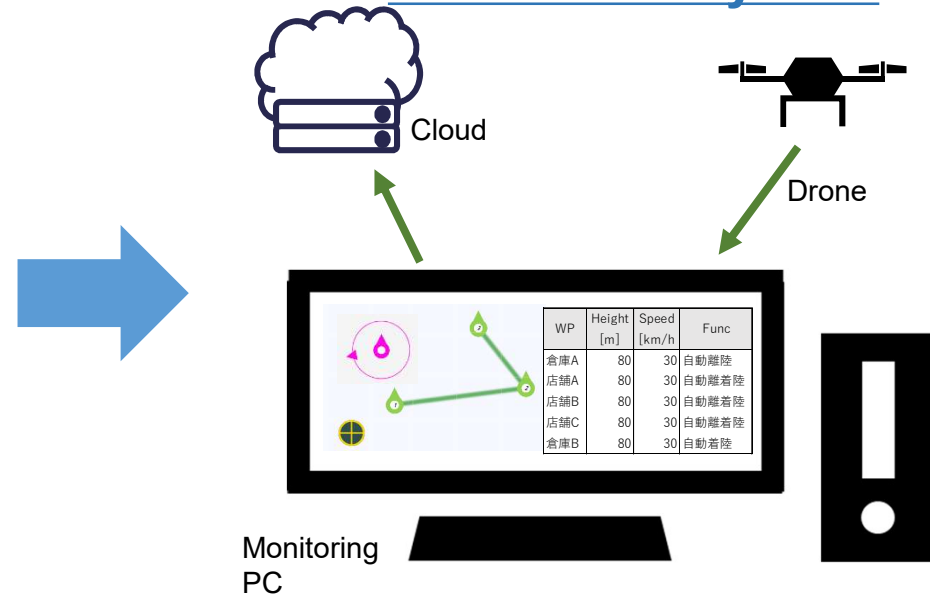 Cloud
Drone
WP Height [m] Speed [km/h Func
倉庫A 80 30 自動離陸
店舗A 80 30 自動離着陸
店舗B 80 30 自動離着陸
店舗C 80 30 自動離着陸
倉庫B 80 30 自動着陸
3
2
1
Monitoring
PC